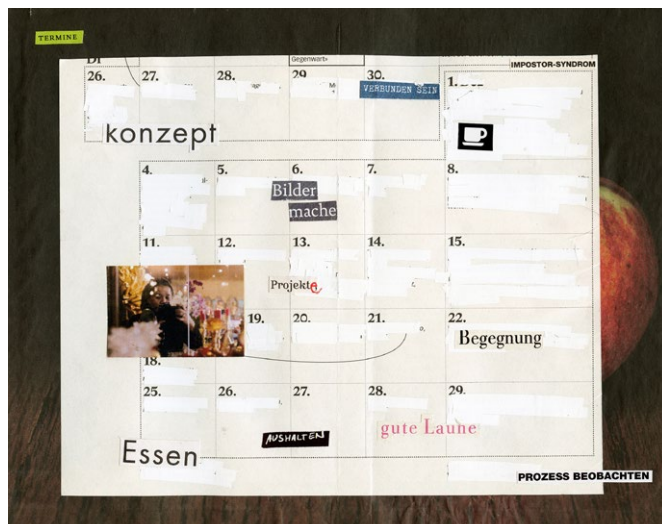 TERMINE
Di
Gegenwart»
IMPOSTOR-SYNDROM
26. 27. 28. 29 30. 1.
VERBUNDEN SEIN
konzept
4. 5. 6. 7. 8.
Bilder
mache
11. 12. 13. 14. 15.
Projekte
18. 19. 20. 21. 22.
Begegnung
25. 26. 27. 28. 29.
gute Laune
AUSHALTEN
Essen
PROZESS BEOBACHTEN